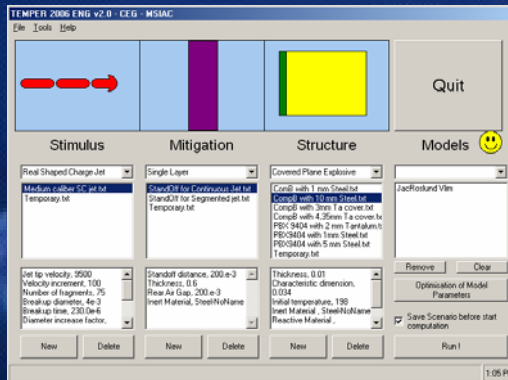 TEMPER 2006 ENG v2.0 - CEG - MSIAC
File Tools Help
Quit
Stimulus Mitigation Structure Models
Real Shaped Charge Jet Single Layer Covered Plane Explosive
Medium caliber SC jet.txt
Temporary.txt
StandOff for Continuous Jet.txt
StandOff for Segmented jet.txt
Temporary.txt
CompB with 1 mm Steel.txt
CompB with 10 mm Steel.txt
CompB with 3mm Ta cover.txt
CompB with 4,35mm Ta cover.tx
PBX 9404 with 2 mm Tantalum.t
PBX9404 with 1mm Steel.txt
PBX9404 with 5 mm Steel.txt
Temporary.txt
JacRoslund Vlm
Remove Clear
Jet tip velocity, 9500
Velocity increment, 100
Number of fragments, 75
Breakup diameter, 4e-3
Breakup time, 230.0e-6
Diameter increase factor,
Standoff distance, 200.e-3
Thickness, 0.6
Rear Air Gap, 200.e-3
Inert Material, SteelNoName
Thickness, 0.01
Characteristic dimension,
0.034
Initial temperature, 198
Inert Material , SteelNoName
Reactive Material ,
Optimisation of Model
Parameters
Save Scenario before start
computation
New Delete New Delete New Delete Run !
1:05 P